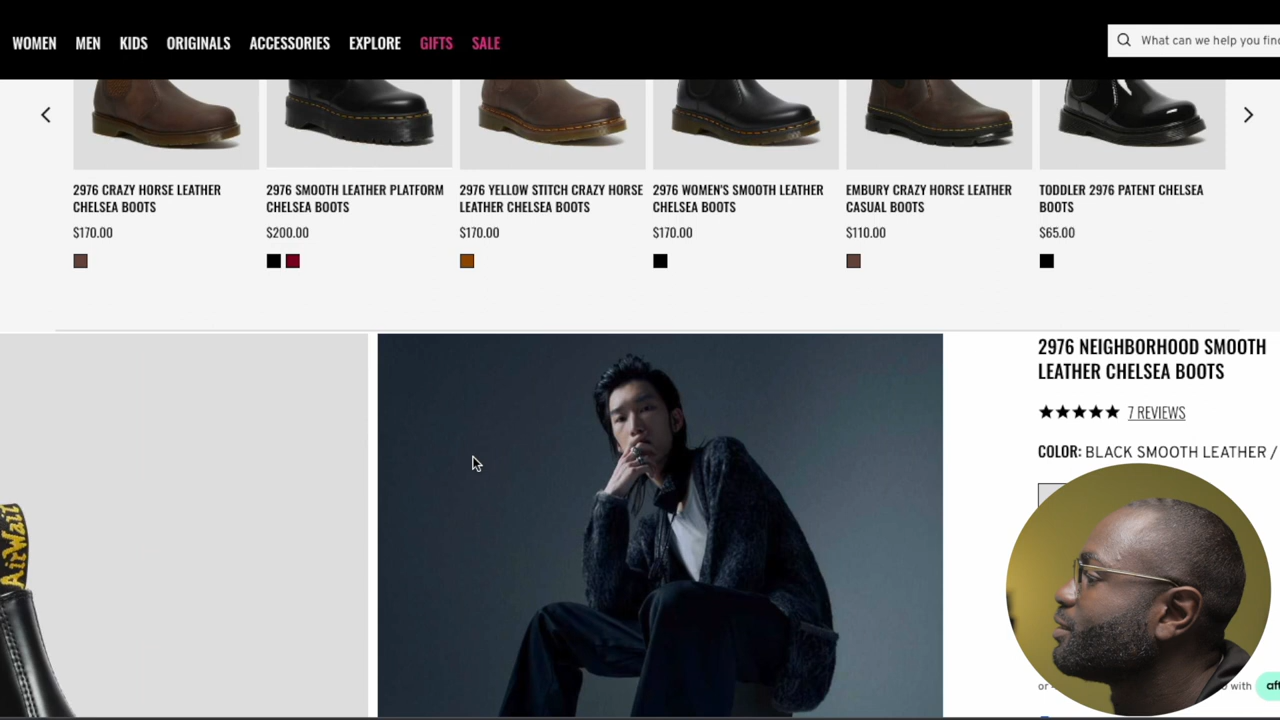 WOMEN MEN KIDS ORIGINALS ACCESSORIES EXPLORE GIFTS SALE
What can we help you find
2976 CRAZY HORSE LEATHER
CHELSEA BOOTS
$170.00
2976 SMOOTH LEATHER PLATFORM
CHELSEA BOOTS
$200.00
2976 YELLOW STITCH CRAZY HORSE
LEATHER CHELSEA BOOTS
$170.00
2976 WOMEN'S SMOOTH LEATHER
CHELSEA BOOTS
$170.00
EMBURY CRAZY HORSE LEATHER
CASUAL BOOTS
$110.00
TODDLER 2976 PATENT CHELSEA
BOOTS
$65.00
AirWair
2976 NEIGHBORHOOD SMOOTH
LEATHER CHELSEA BOOTS
7 REVIEWS
COLOR: BLACK SMOOTH LEATHER /
or
with